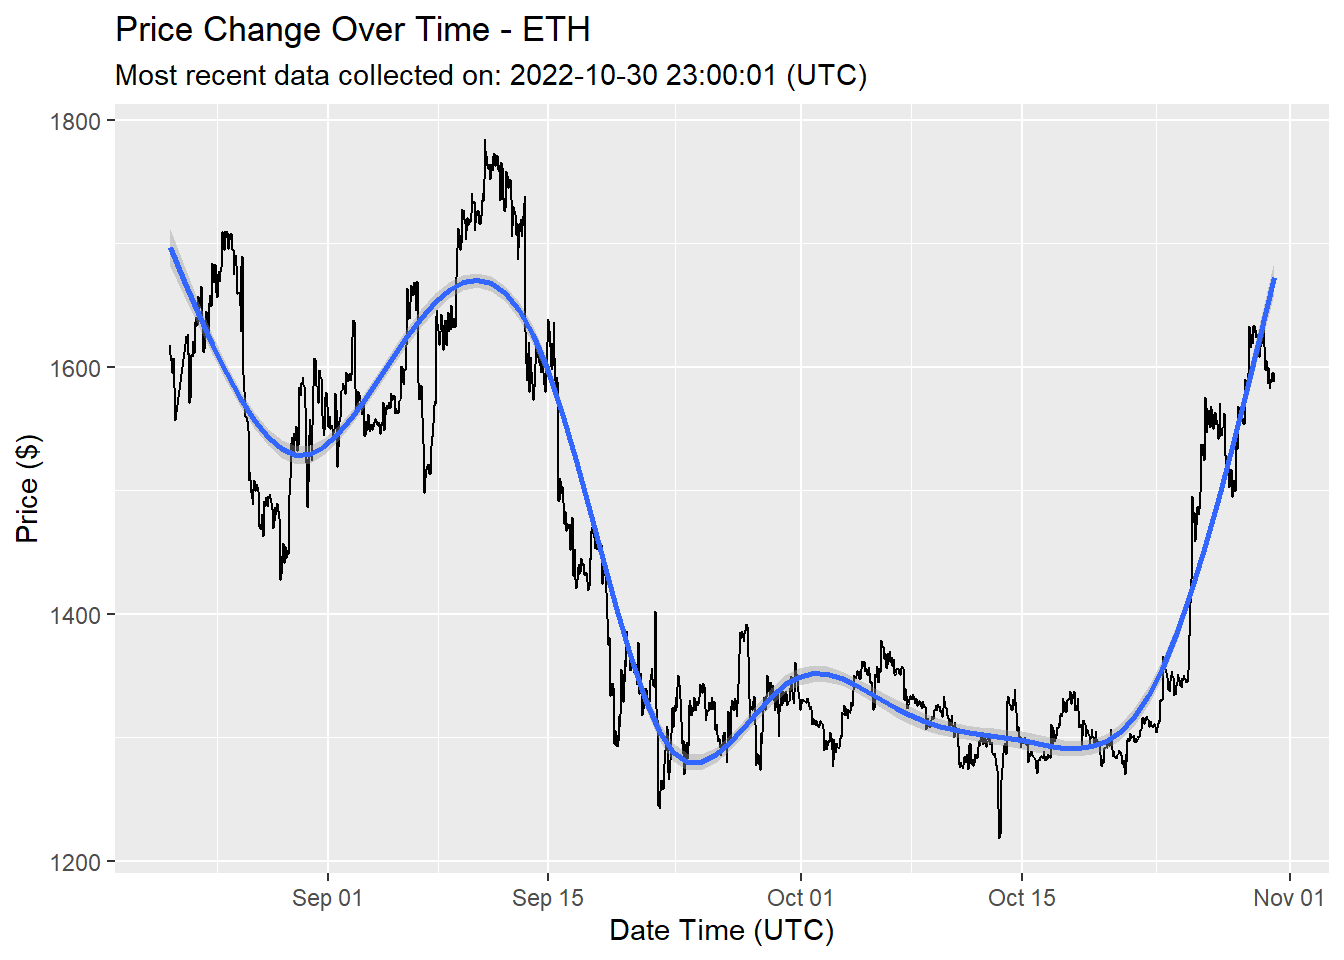 Price Change Over Time - ETH
Most recent data collected on: 2022-10-30 23:00:01 (UTC)
1800
1600
1400
1200
Price ($)
Sep 01
Sep 15
Oct 01
Oct 15
Nov 01
Date Time (UTC)